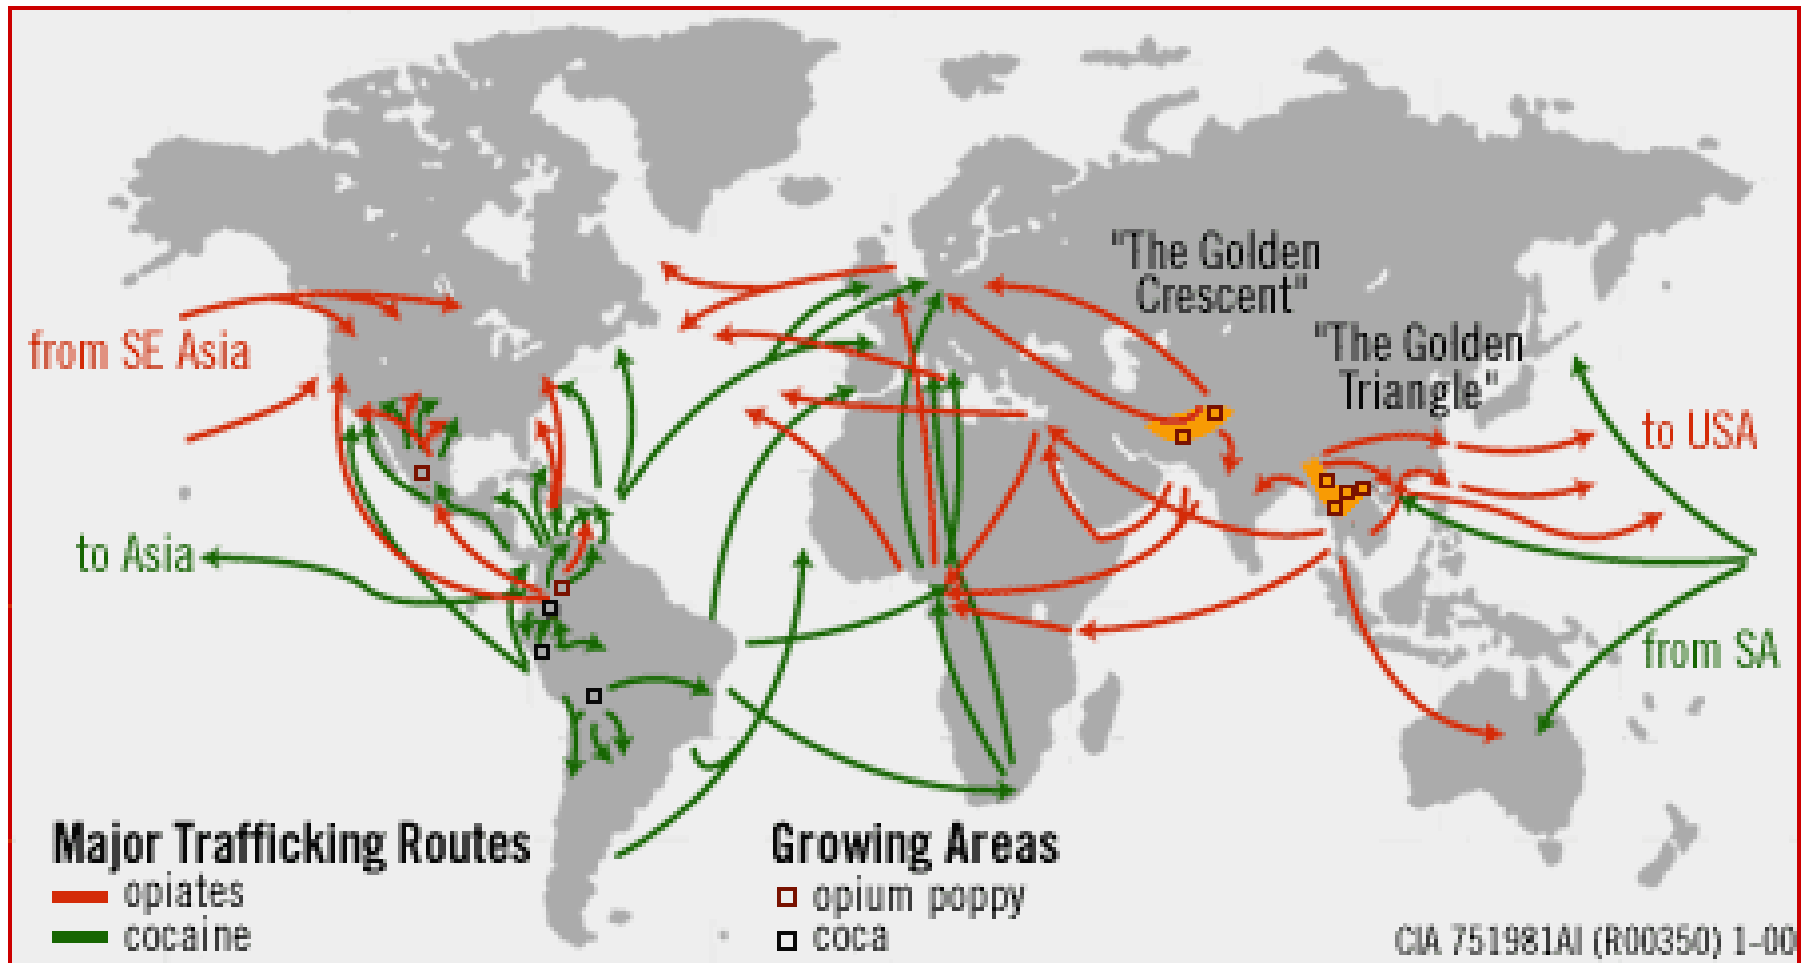 "The Golden
Crescent"
"The Golden
Triangle"
from SE Asia
to USA
to Asia
from SA
Major Trafficking Routes
opiates
cocaine
Growing Areas
opium poppy
coca
CIA 751981AI (R00350) 1-00